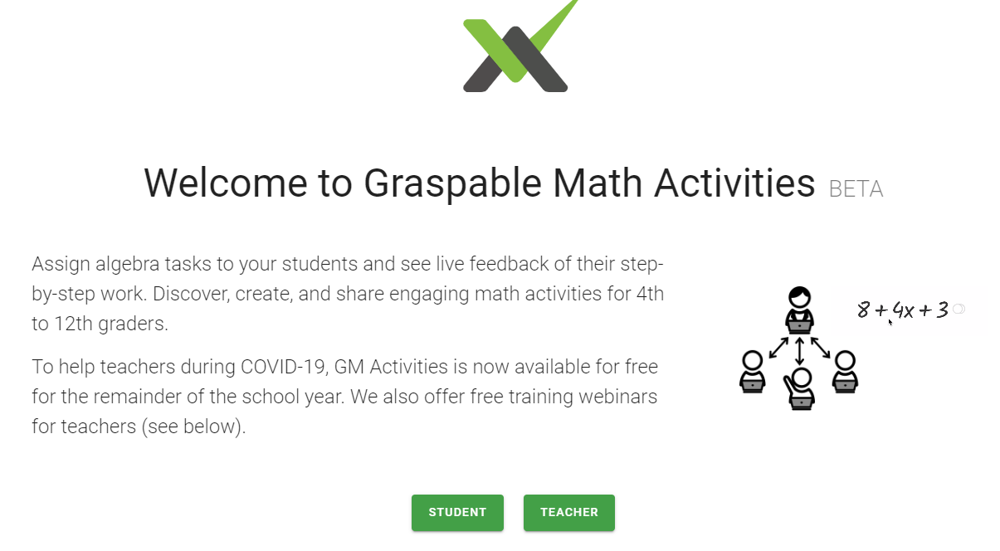 Welcome to Graspable Math Activities BETA
Assign algebra tasks to your students and see live feedback of their step-
by-step work. Discover, create, and share engaging math activities for 4th
to 12th graders.
To help teachers during COVID-19, GM Activities is now available for free
for the remainder of the school year. We also offer free training webinars
for teachers (see below).
8 + 4x + 3
STUDENT
TEACHER